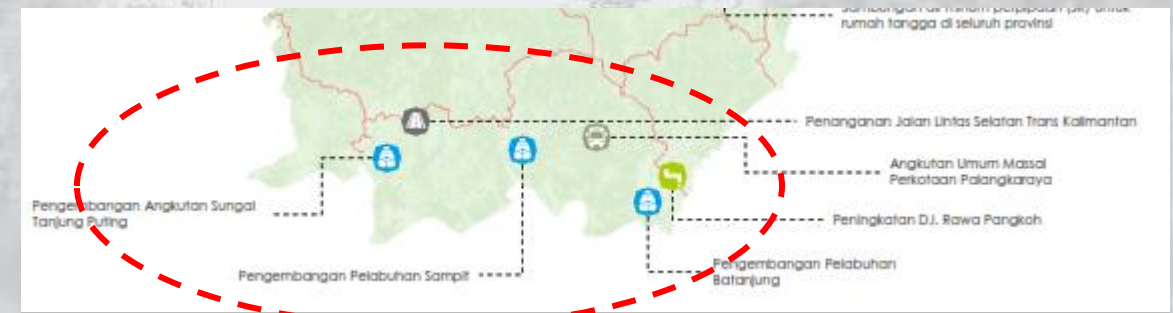 rumah tangga di seluruh provinsi
Penanganan Jalan Lintas Selatan Trans Kalimantan
Angkutan Umum Massal
Perkotaan Palangkaraya
Pengembangan Angkutan Sungai
Tanjung Puting
Peningkatan D.I. Rawa Pangkoh
Pengembangan Pelabuhan Sampit
Pengembangan Pelabuhan
Batanjung